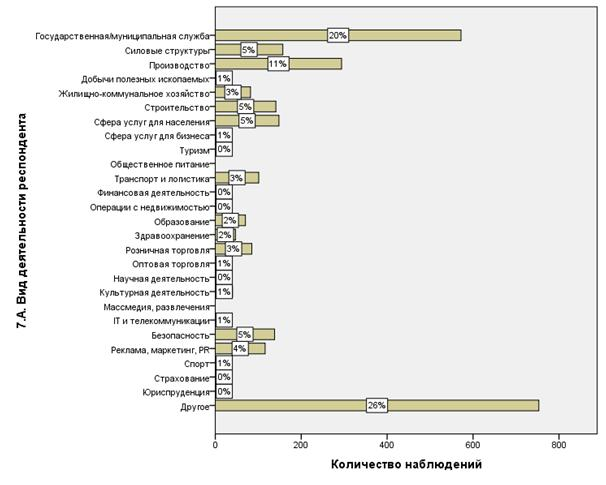 7.А. Вид деятельности респондента
Государственная/муниципальная служба 20%
Силовые структуры 5%
Производство 11%
Добычи полезных ископаемых 1%
Жилищно-коммунальное хозяйство 3%
Строительство 5%
Сфера услуг для населения 5%
Сфера услуг для бизнеса 1%
Туризм 0%
Общественное питание
Транспорт и логистика 3%
Финансовая деятельность 0%
Операции с недвижимостью 0%
Образование 2%
Здравоохранение 2%
Розничная торговля 3%
Оптовая торговля 1%
Научная деятельность 0%
Культурная деятельность 1%
Массмедия, развлечения
IT и телекоммуникации 1%
Безопасность 5%
Реклама, маркетинг, PR 4%
Спорт 1%
Страхование 0%
Юриспруденция 0%
Другое 26%
0 200 400 600 800
Количество наблюдений